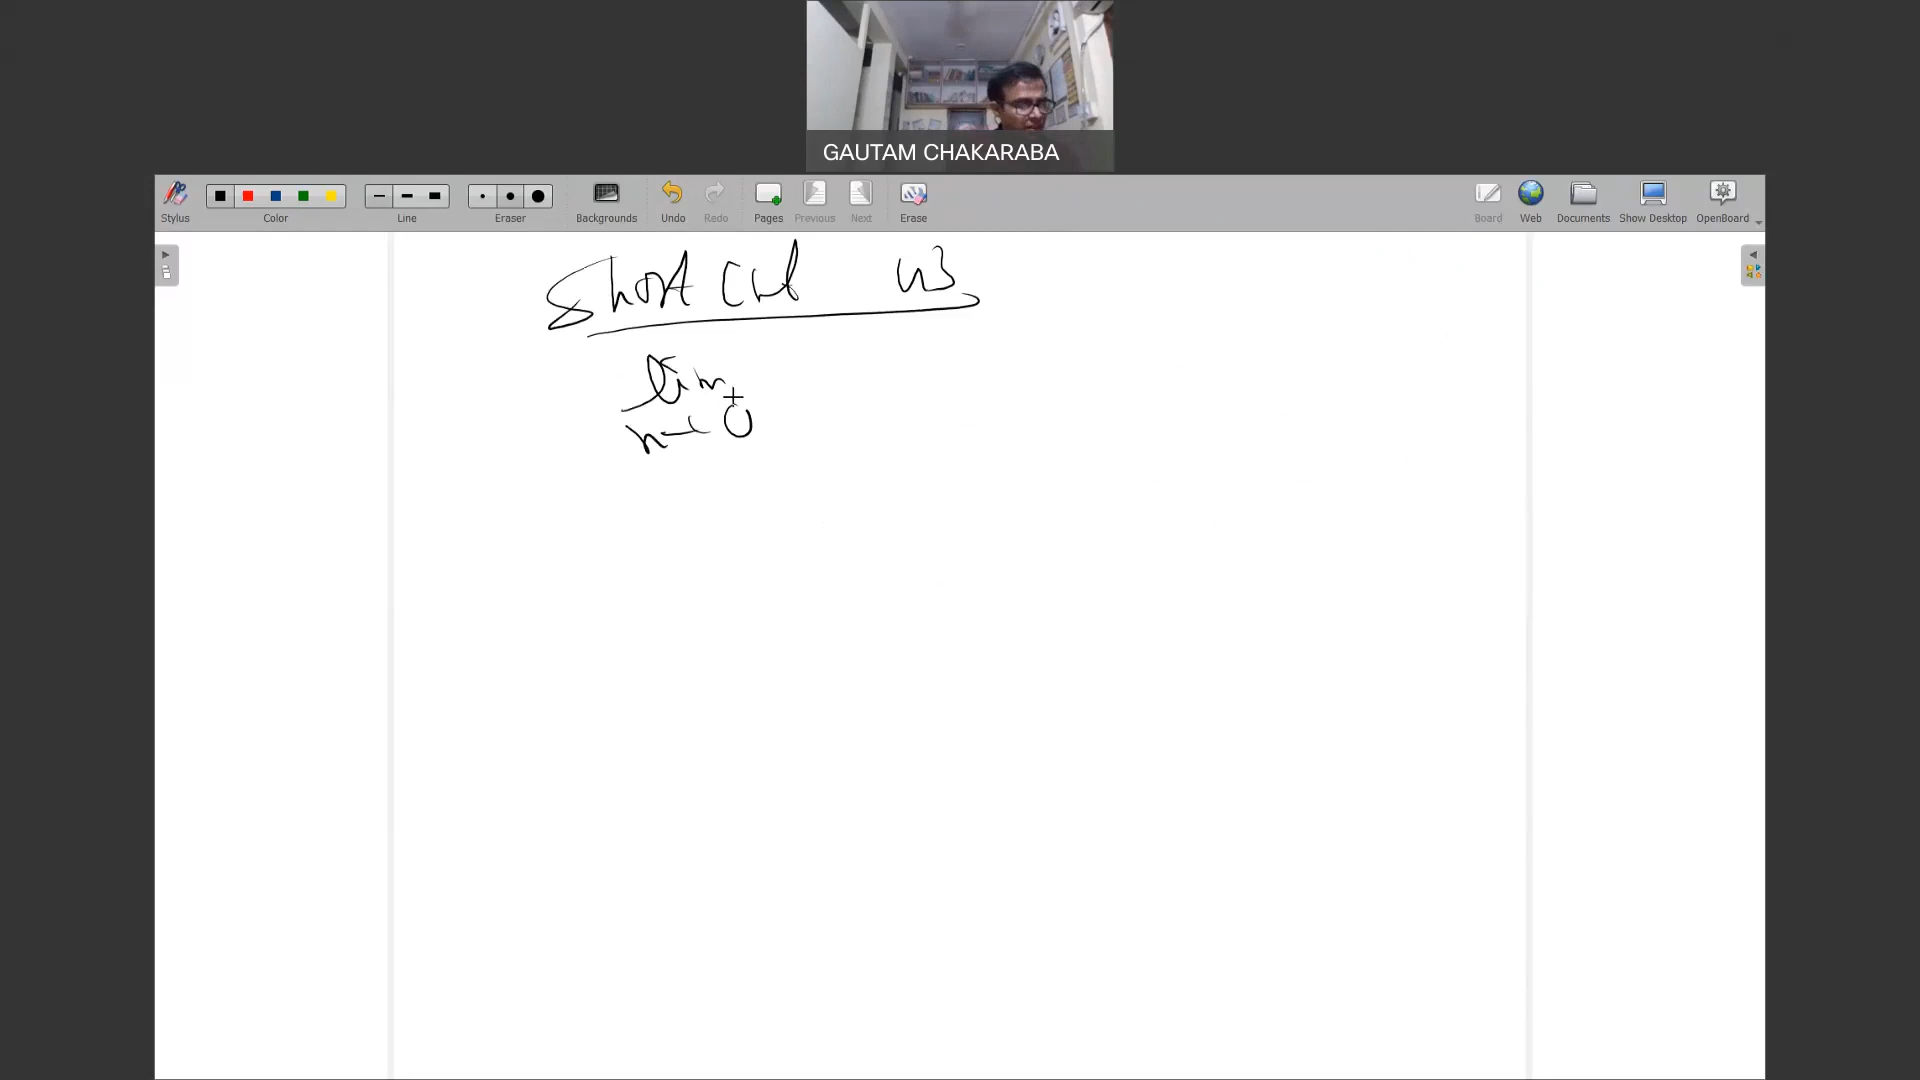 GAUTAM CHAKARABA
Stylus Color Line Eraser Backgrounds Undo Redo Pages Previous Next Erase Board Web Documents Show Desktop OpenBoard
Short Cut
lim
0